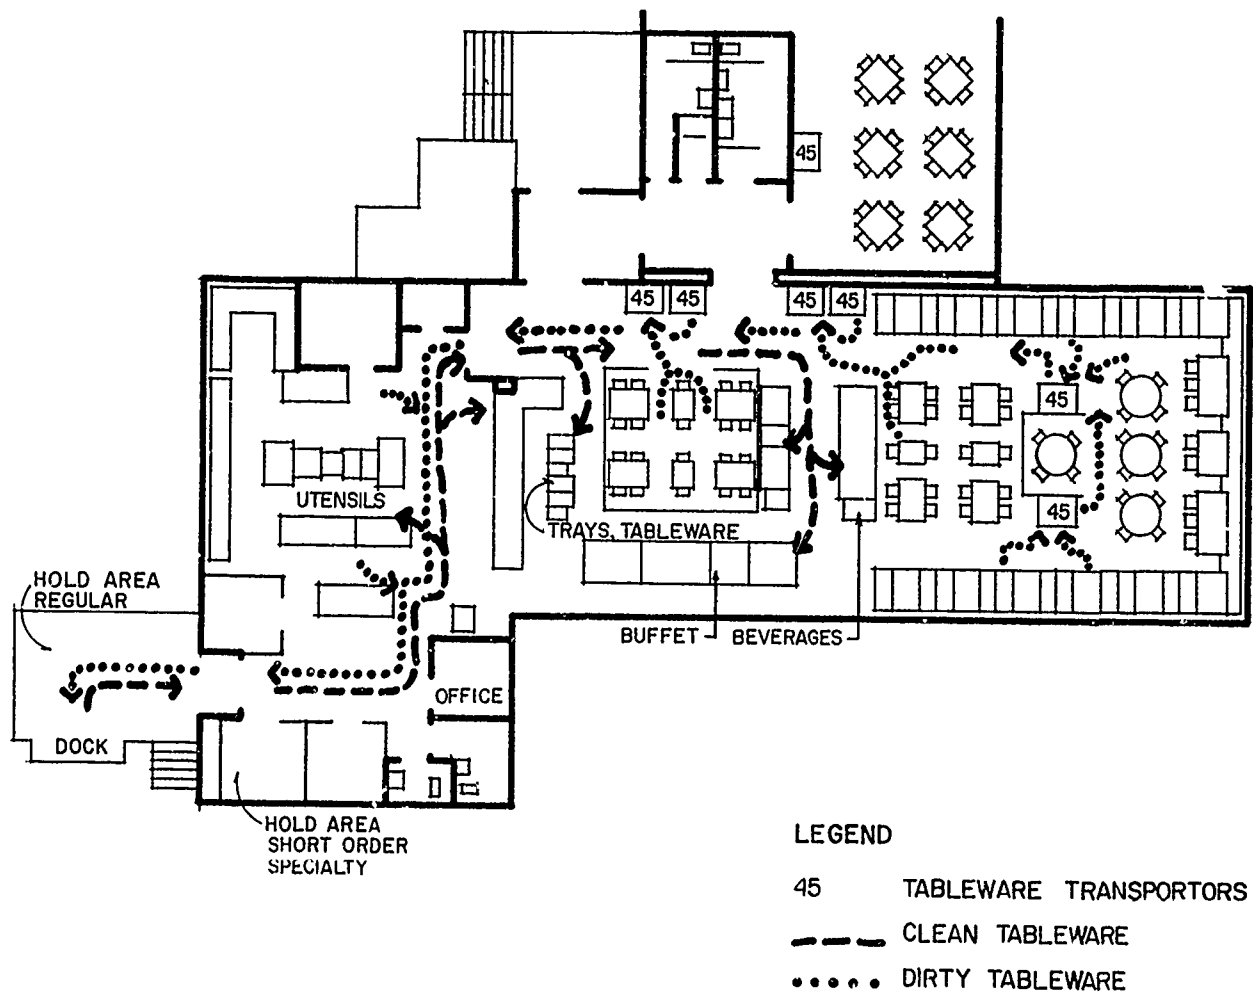 45
45
45
45
45
45
UTENSILS
45
TRAYS, TABLEWARE
HOLD AREA
REGULAR
BUFFET
BEVERAGES
OFFICE
DOCK
HOLD AREA
SHORT ORDER
SPECIALTY
LEGEND
45 TABLEWARE TRANSPORTORS
CLEAN TABLEWARE
DIRTY TABLEWARE